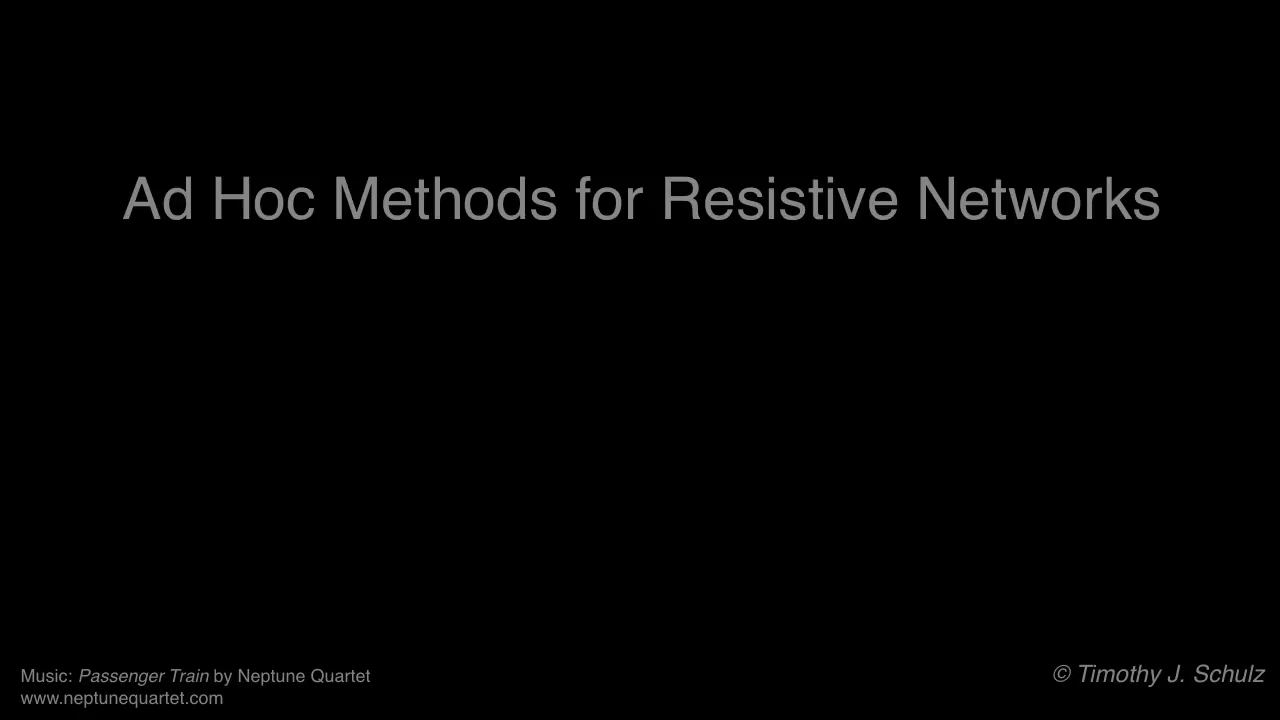 Ad Hoc Methods for Resistive Networks
Music: Passenger Train by Neptune Quartet
www.neptunequartet.com
© Timothy J. Schulz